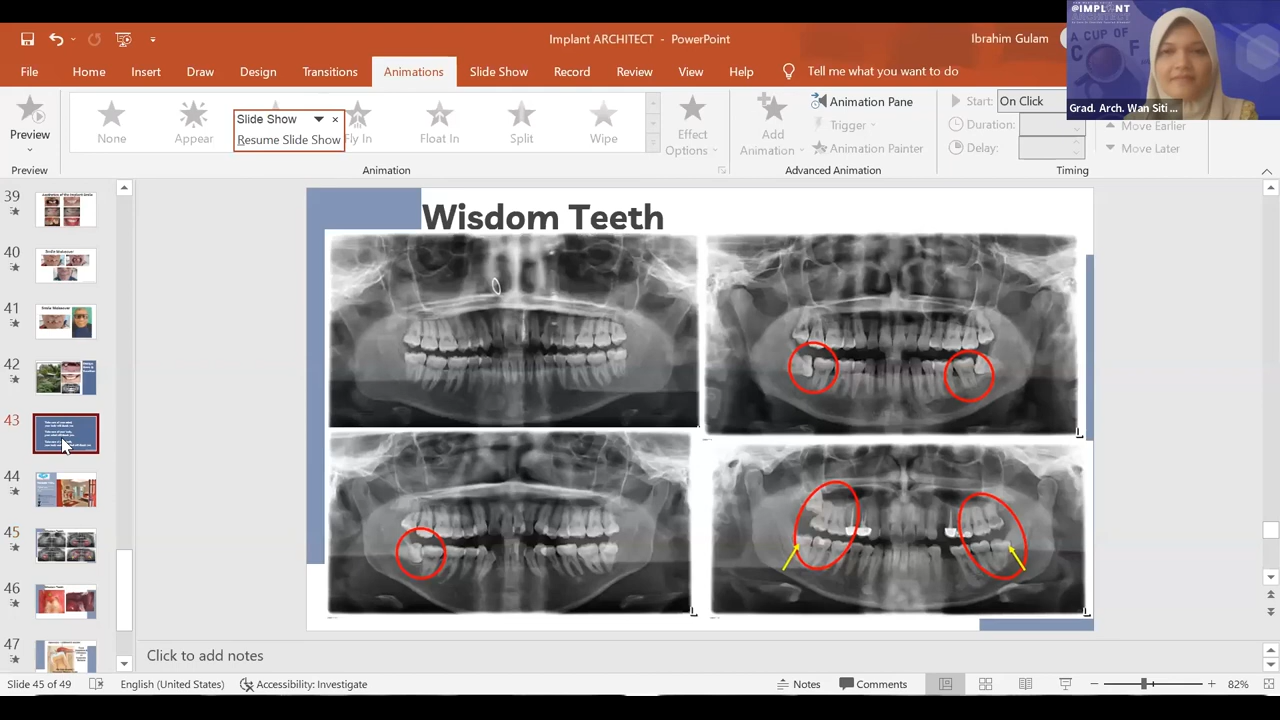 Implant ARCHITECT - PowerPoint
Ibrahim Gulam
@IMPLANT
ARCHITECT
A CUP OF
Grad. Arch. Wan Siti ...
File Home Insert Draw Design Transitions Animations Slide Show Record Review View Help Tell me what you want to do
Preview
None Appear Fly In Float In Split Wipe
Slide Show
Resume Slide Show
Effect
Options
Add
Animation
Animation Pane
Trigger
Animation Painter
Start: On Click
Duration:
Delay:
Move Earlier
Move Later
Preview Animation Advanced Animation Timing
39
40
41
42
43
44
45
46
47
Wisdom Teeth
L
L
L
Click to add notes
Slide 45 of 49 English (United States) Accessibility: Investigate Notes Comments 82%